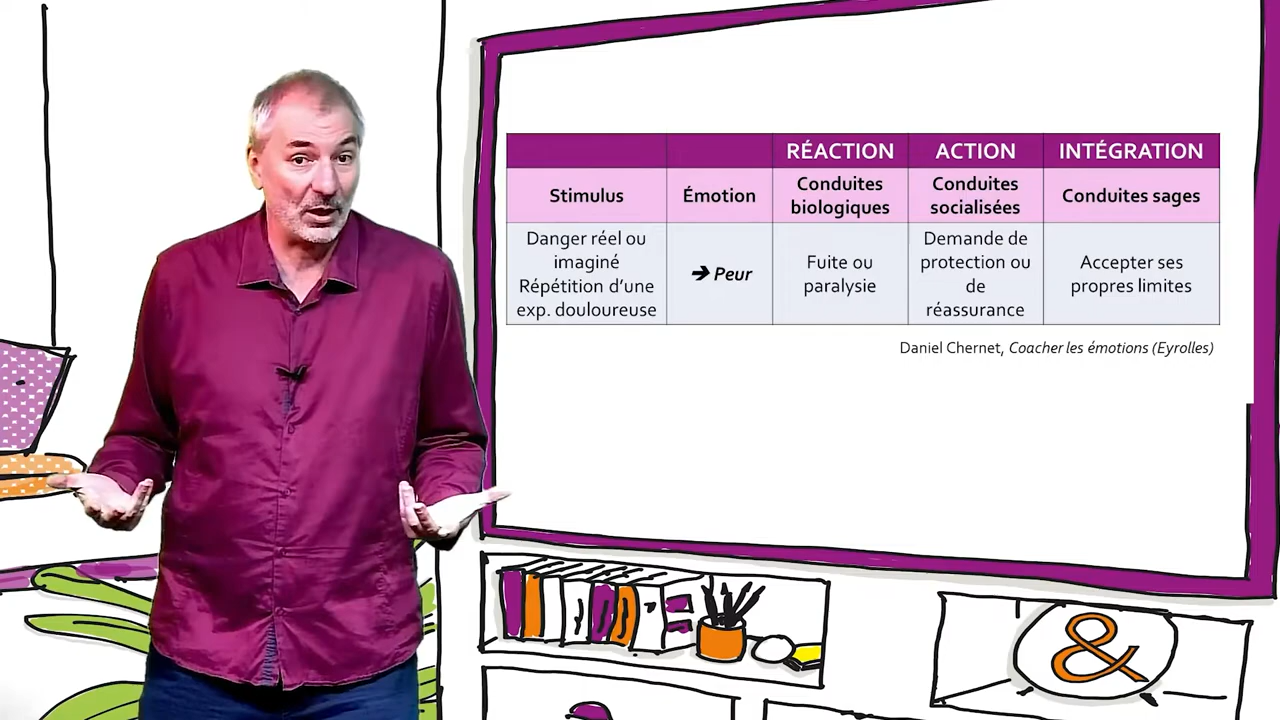 RÉACTION ACTION INTÉGRATION
Stimulus Émotion Conduites biologiques Conduites socialisées Conduites sages
Danger réel ou
imaginé
Répétition d’une
exp. douloureuse
➔ Peur
Fuite ou
paralysie
Demande de
protection ou
de
réassurance
Accepter ses
propres limites
Daniel Chernet, Coacher les émotions (Eyrolles)
&